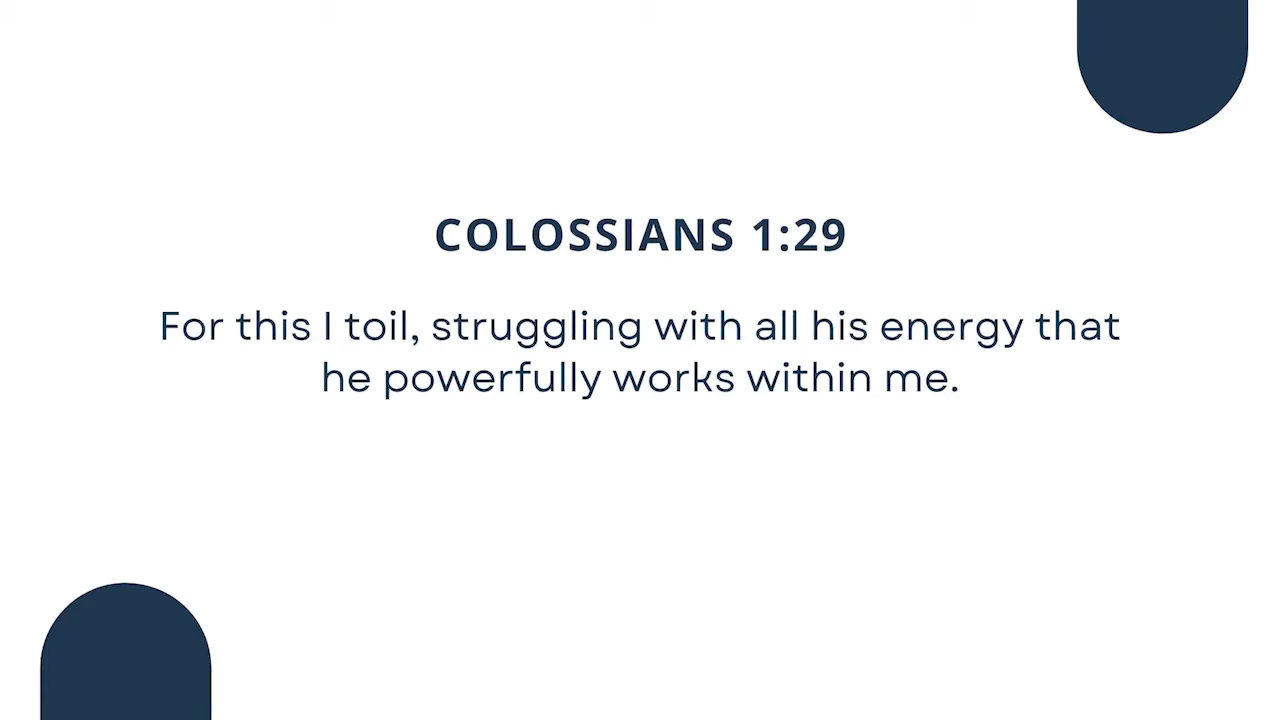 COLOSSIANS 1:29
For this I toil, struggling with all his energy that
he powerfully works within me.